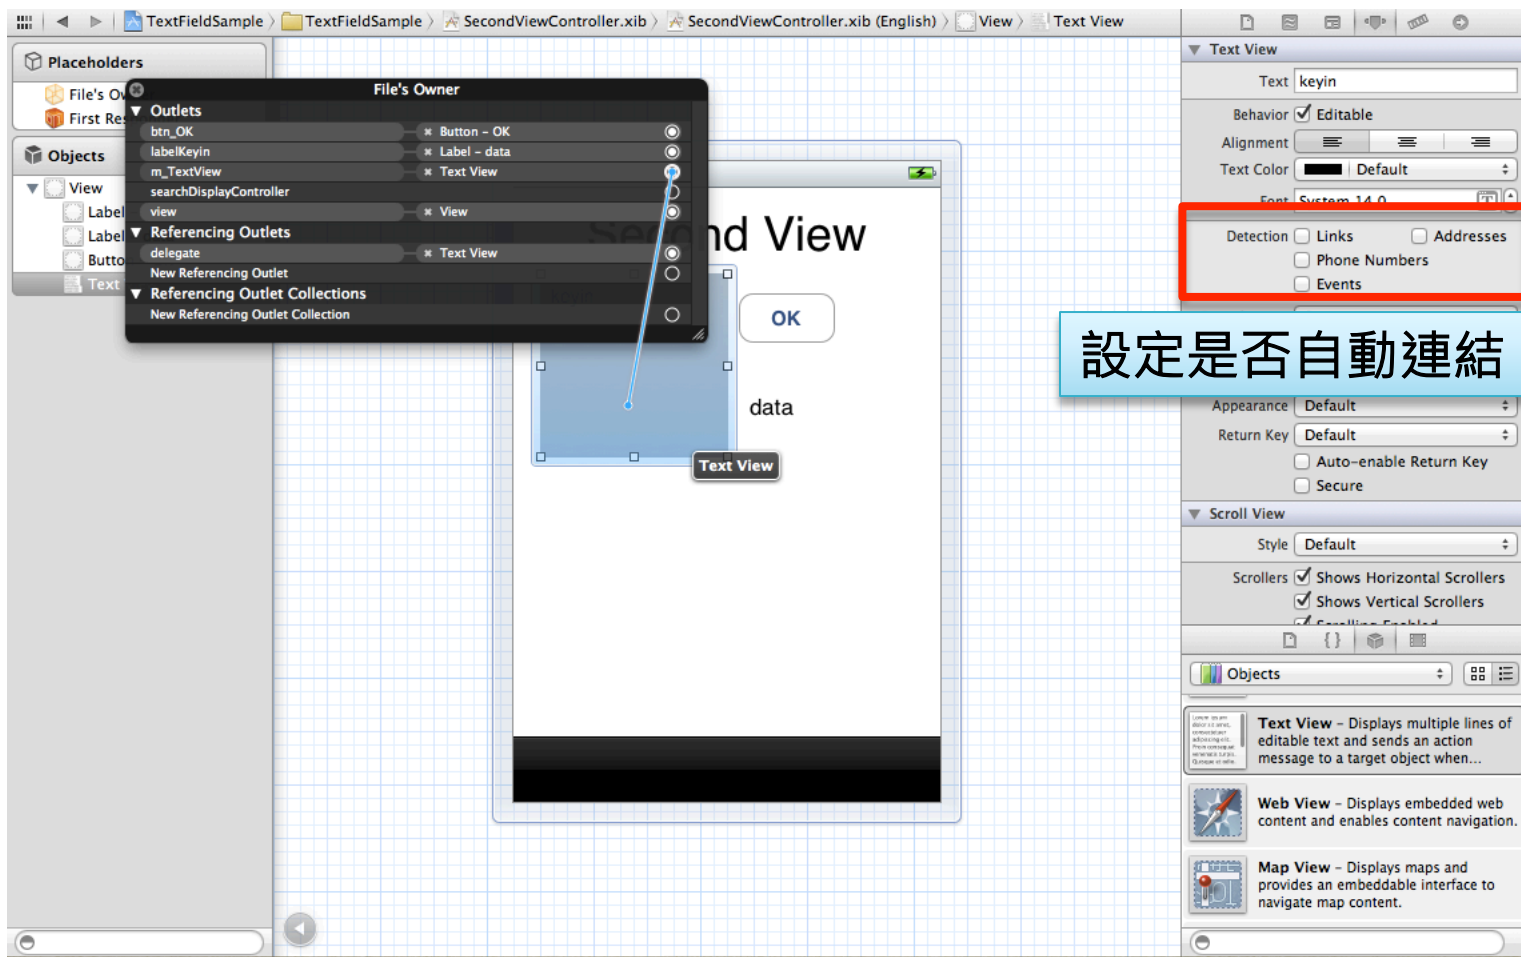 TextFieldSample
TextFieldSample
SecondViewController.xib
SecondViewController.xib (English)
View
Text View
Placeholders
File's Ow
First Res
Objects
View
Label
Label
Butto
Text
File's Owner
Outlets
btn_OK
Button - OK
labelKeyin
Label - data
m_TextView
Text View
searchDisplayController
view
View
Referencing Outlets
delegate
Text View
New Referencing Outlet
Referencing Outlet Collections
New Referencing Outlet Collection
Second View
OK
data
Text View
Text View
Text keyin
Behavior Editable
Alignment
Text Color Default
Font System 14.0
Detection Links Addresses
Phone Numbers
Events
設定是否自動連結
Appearance Default
Return Key Default
Auto-enable Return Key
Secure
Scroll View
Style Default
Scrollers Shows Horizontal Scrollers
Shows Vertical Scrollers
Scrolling Enabled
Objects
Text View - Displays multiple lines of
editable text and sends an action
message to a target object when...
Web View - Displays embedded web
content and enables content navigation.
Map View - Displays maps and
provides an embeddable interface to
navigate map content.